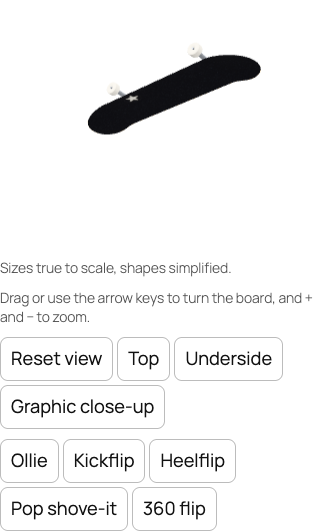 Sizes true to scale, shapes simplified.
Drag or use the arrow keys to turn the board, and +
and − to zoom.
Reset view
Top
Underside
Graphic close-up
Ollie
Kickflip
Heelflip
Pop shove-it
360 flip